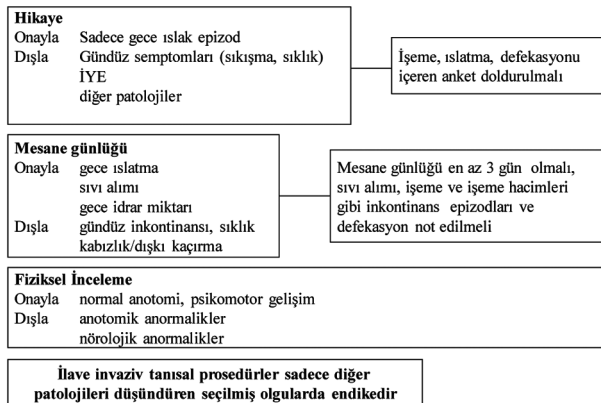 Hikaye
Onayla Sadece gece ıslak epizod
Dışla Gündüz semptomları (sıkışma, sıklık)
İYE
diğer patolojiler
İşeme, ıslatma, defekasyonu
içeren anket doldurulmalı
Mesane günlüğü
Onayla gece ıslatma
sıvı alımı
gece idrar miktarı
Dışla gündüz inkontinansı, sıklık
kabızlık/dışkı kaçırma
Mesane günlüğü en az 3 gün olmalı,
sıvı alımı, işeme ve işeme hacimleri
gibi inkontinans epizodları ve
defekasyon not edilmeli
Fiziksel İnceleme
Onayla normal anotomi, psikomotor gelişim
Dışla anotomik anormalikler
nörolojik anormalikler
İlave invaziv tanısal prosedürler sadece diğer
patolojileri düşündüren seçilmiş olgularda endikedir